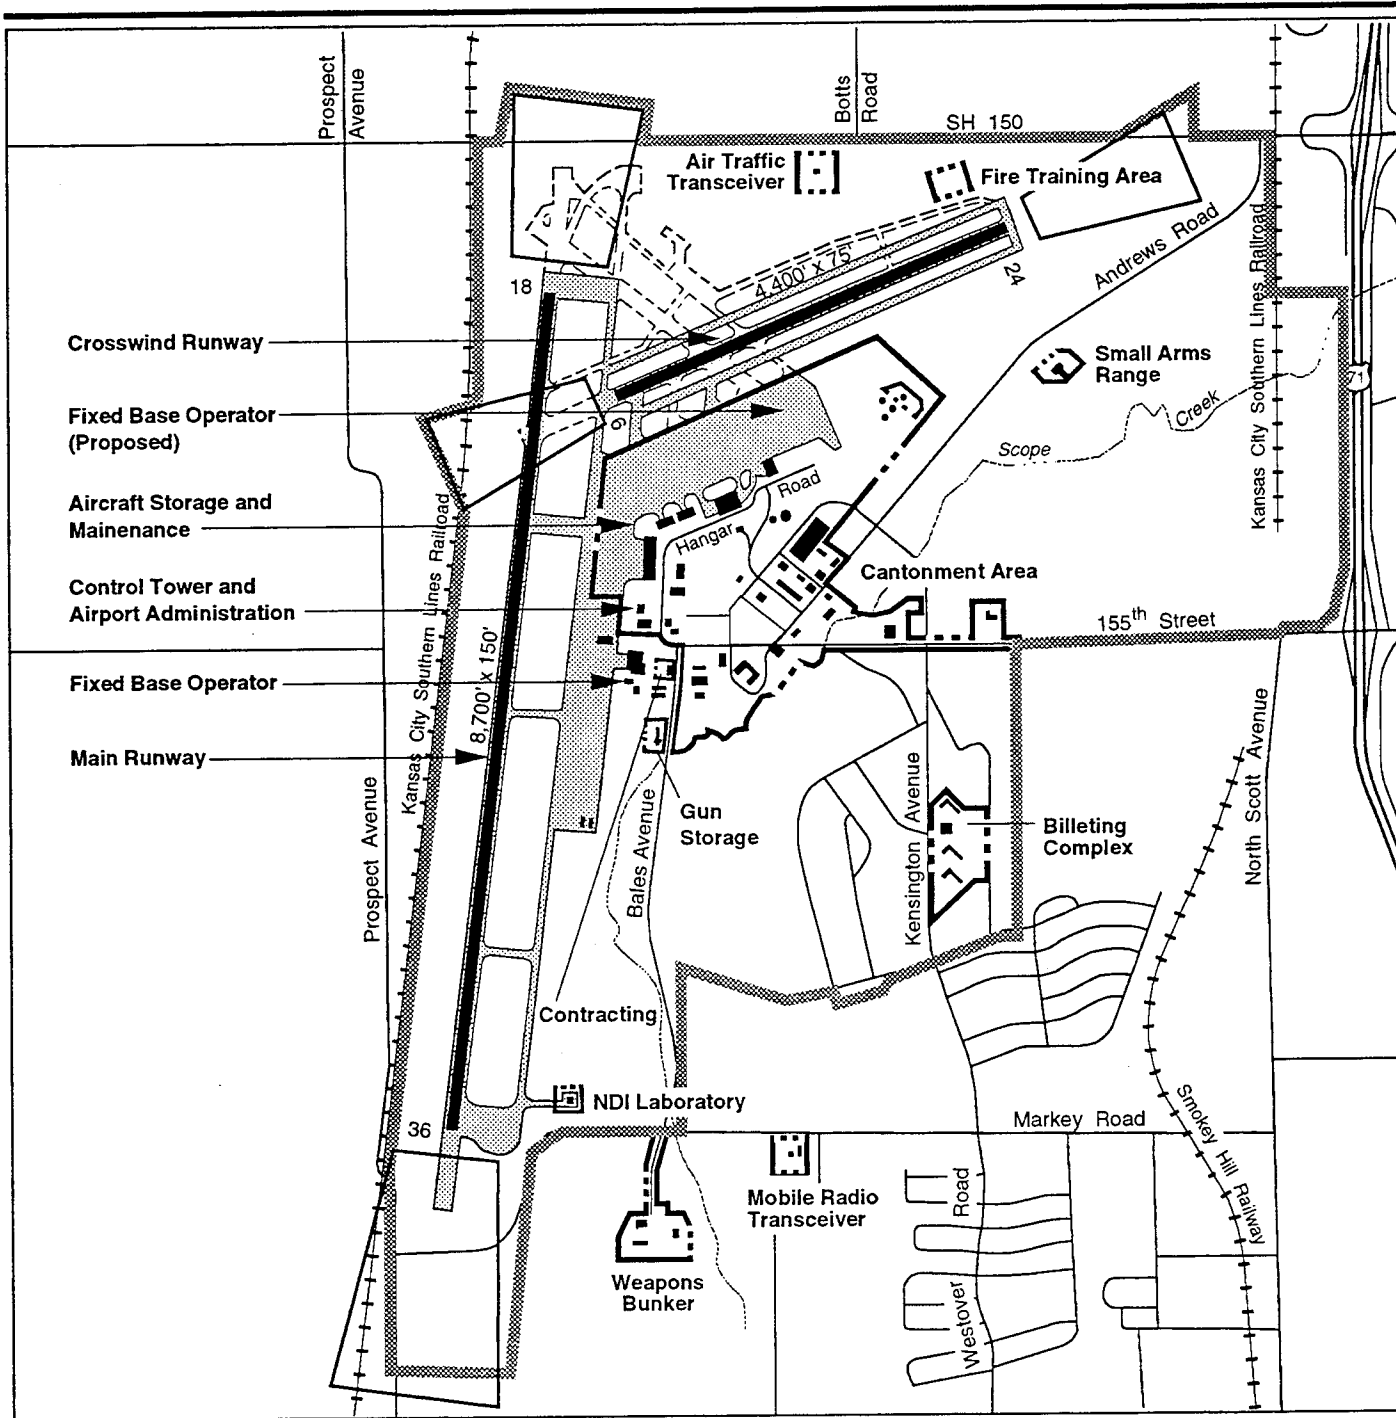 Prospect
Avenue
Botts
Road
SH 150
Air Traffic
Transceiver
Fire Training Area
Andrews Road
Kansas City Southern Lines Railroad
18
4,400' x 75'
24
Crosswind Runway
Small Arms
Range
71
Fixed Base Operator
(Proposed)
6
Creek
Scope
Aircraft Storage and
Mainenance
Road
Hangar
Kansas City Southern Lines Railroad
Control Tower and
Airport Administration
Cantonment Area
155th Street
8,700' x 150'
Fixed Base Operator
Main Runway
Prospect Avenue
Gun
Storage
Bales Avenue
Kensington Avenue
Billeting
Complex
North Scott Avenue
Contracting
NDI Laboratory
36
Markey Road
Smokey Hill Railway
Mobile Radio
Transceiver
Westover Road
Weapons
Bunker